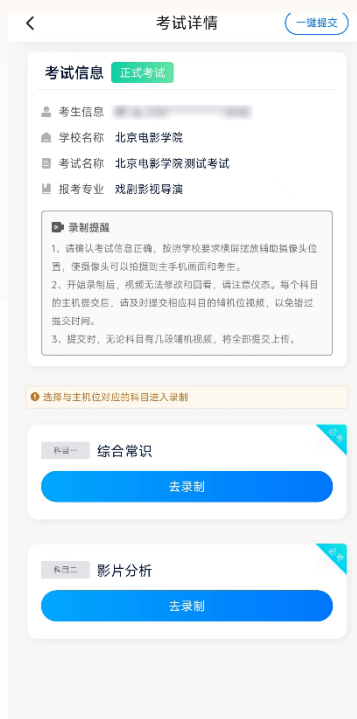 考试详情
一键提交
考试信息 正式考试
考生信息
学校名称 北京电影学院
考试名称 北京电影学院测试考试
报考专业 戏剧影视导演
录制提醒
1、请确认考试信息正确，按照学校要求横屏摆放辅助摄像头位
置，使摄像头可以拍摄到主手机画面和考生。
2、开始录制后，视频无法修改和回看，请注意仪态。每个科目
的主机提交后，请及时提交相应科目的辅机位视频，以免错过
提交时间。
3、提交时，无论科目有几段辅机视频，将全部提交上传。
选择与主机位对应的科目进入录制
科目一 综合常识
必考
去录制
科目二 影片分析
必考
去录制